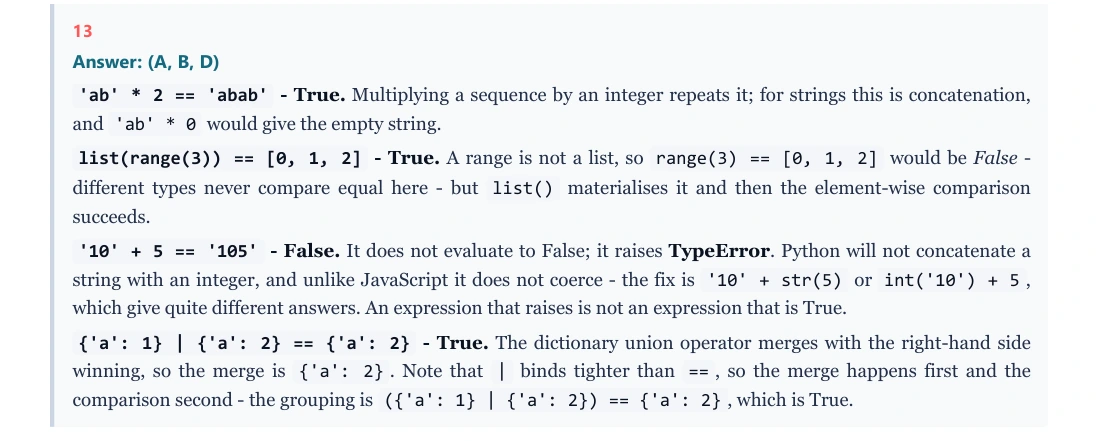 13
Answer: (A, B, D)
'ab' * 2 == 'abab' - True. Multiplying a sequence by an integer repeats it; for strings this is concatenation,
and 'ab' * 0 would give the empty string.
list(range(3)) == [0, 1, 2] - True. A range is not a list, so range(3) == [0, 1, 2] would be False -
different types never compare equal here - but list() materialises it and then the element-wise comparison
succeeds.
'10' + 5 == '105' - False. It does not evaluate to False; it raises TypeError. Python will not concatenate a
string with an integer, and unlike JavaScript it does not coerce - the fix is '10' + str(5) or int('10') + 5 ,
which give quite different answers. An expression that raises is not an expression that is True.
{'a': 1} | {'a': 2} == {'a': 2} - True. The dictionary union operator merges with the right-hand side
winning, so the merge is {'a': 2} . Note that | binds tighter than == , so the merge happens first and the
comparison second - the grouping is ({'a': 1} | {'a': 2}) == {'a': 2} , which is True.